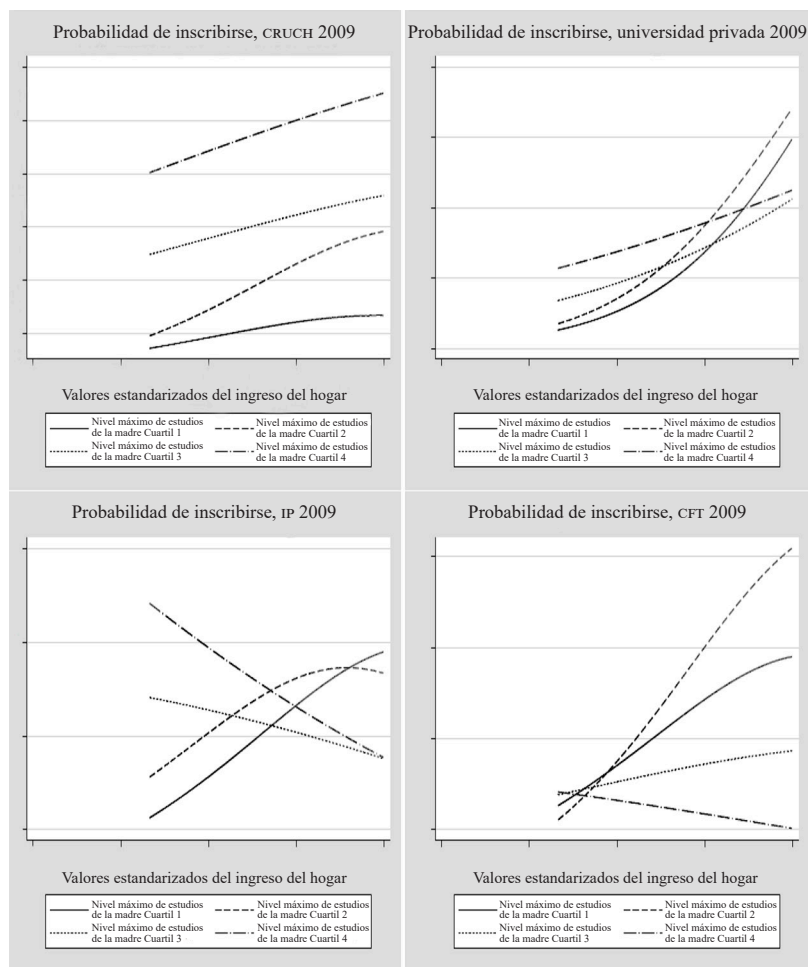 Probabilidad de inscribirse, CRUCH 2009
Valores estandarizados del ingreso del hogar
Nivel máximo de estudios
de la madre Cuartil 1
Nivel máximo de estudios
de la madre Cuartil 2
Nivel máximo de estudios
de la madre Cuartil 3
Nivel máximo de estudios
de la madre Cuartil 4
Probabilidad de inscribirse, universidad privada 2009
Valores estandarizados del ingreso del hogar
Nivel máximo de estudios
de la madre Cuartil 1
Nivel máximo de estudios
de la madre Cuartil 2
Nivel máximo de estudios
de la madre Cuartil 3
Nivel máximo de estudios
de la madre Cuartil 4
Probabilidad de inscribirse, IP 2009
Valores estandarizados del ingreso del hogar
Nivel máximo de estudios
de la madre Cuartil 1
Nivel máximo de estudios
de la madre Cuartil 2
Nivel máximo de estudios
de la madre Cuartil 3
Nivel máximo de estudios
de la madre Cuartil 4
Probabilidad de inscribirse, CFT 2009
Valores estandarizados del ingreso del hogar
Nivel máximo de estudios
de la madre Cuartil 1
Nivel máximo de estudios
de la madre Cuartil 2
Nivel máximo de estudios
de la madre Cuartil 3
Nivel máximo de estudios
de la madre Cuartil 4